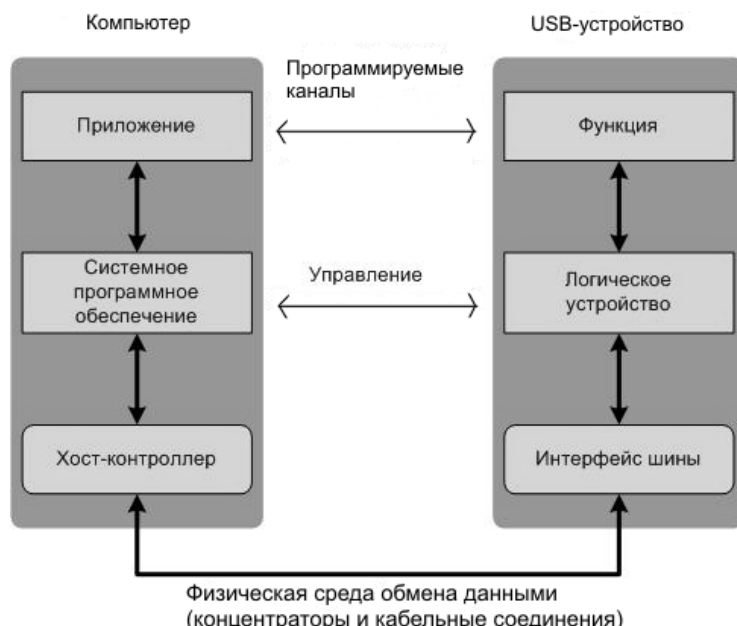 Компьютер
USB-устройство
Программируемые
каналы
Приложение
Функция
Системное
программное
обеспечение
Управление
Логическое
устройство
Хост-контроллер
Интерфейс шины
Физическая среда обмена данными
(концентраторы и кабельные соединения)